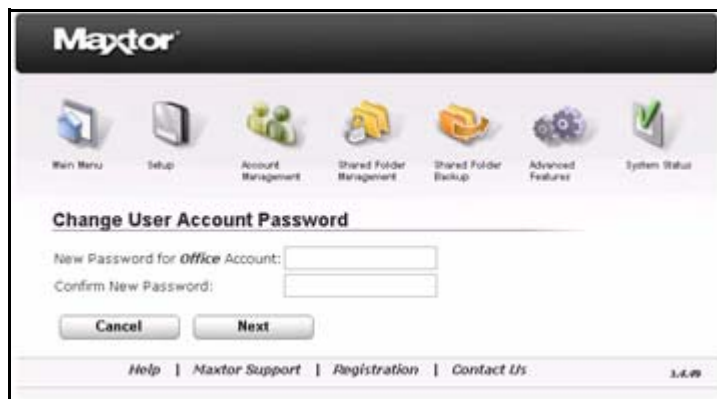 Maxtor
Main Menu
Setup
Account Management
Shared Folder Management
Shared Folder Backup
Advanced Features
System Status
Change User Account Password
New Password for Office Account:
Confirm New Password:
Cancel Next
Help | Maxtor Support | Registration | Contact Us